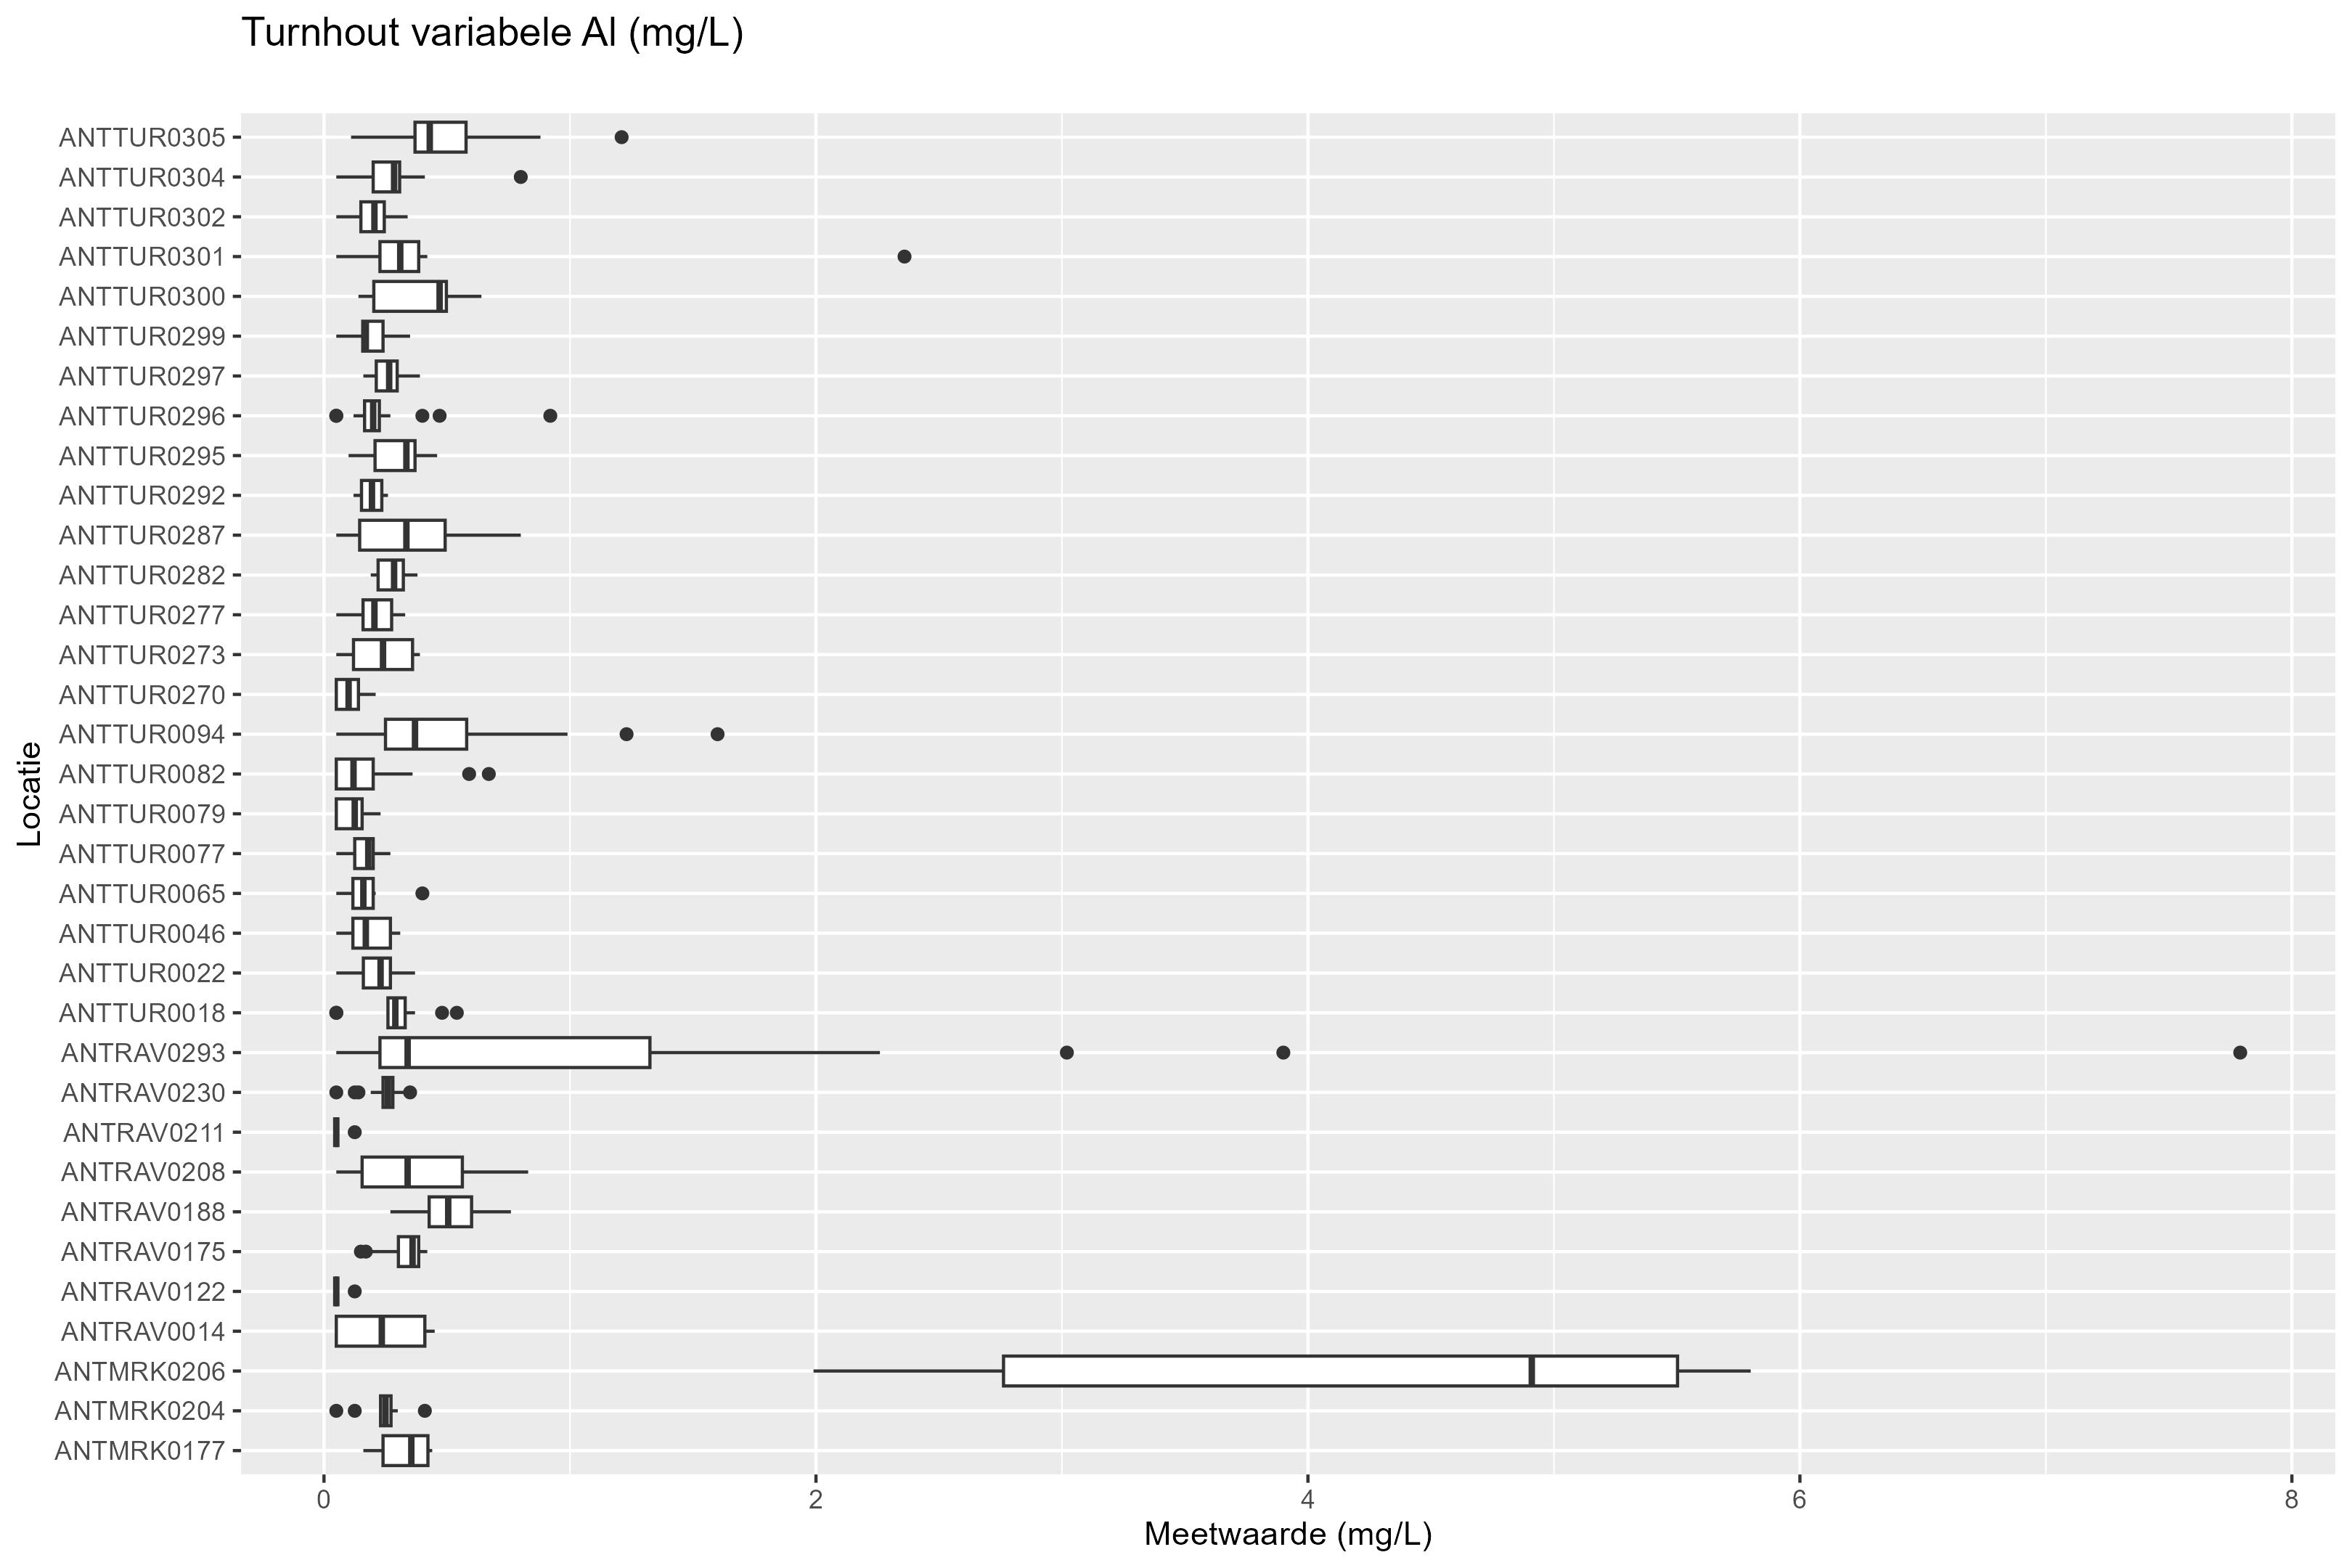 Turnhout variabele Al (mg/L)
ANTTUR0305
ANTTUR0304
ANTTUR0302
ANTTUR0301
ANTTUR0300
ANTTUR0299
ANTTUR0297
ANTTUR0296
ANTTUR0295
ANTTUR0292
ANTTUR0287
ANTTUR0282
ANTTUR0277
ANTTUR0273
ANTTUR0270
ANTTUR0094
ANTTUR0082
ANTTUR0079
ANTTUR0077
ANTTUR0065
ANTTUR0046
ANTTUR0022
ANTTUR0018
ANTRAV0293
ANTRAV0230
ANTRAV0211
ANTRAV0208
ANTRAV0188
ANTRAV0175
ANTRAV0122
ANTRAV0014
ANTMRK0206
ANTMRK0204
ANTMRK0177
Locatie
0 2 4 6 8
Meetwaarde (mg/L)